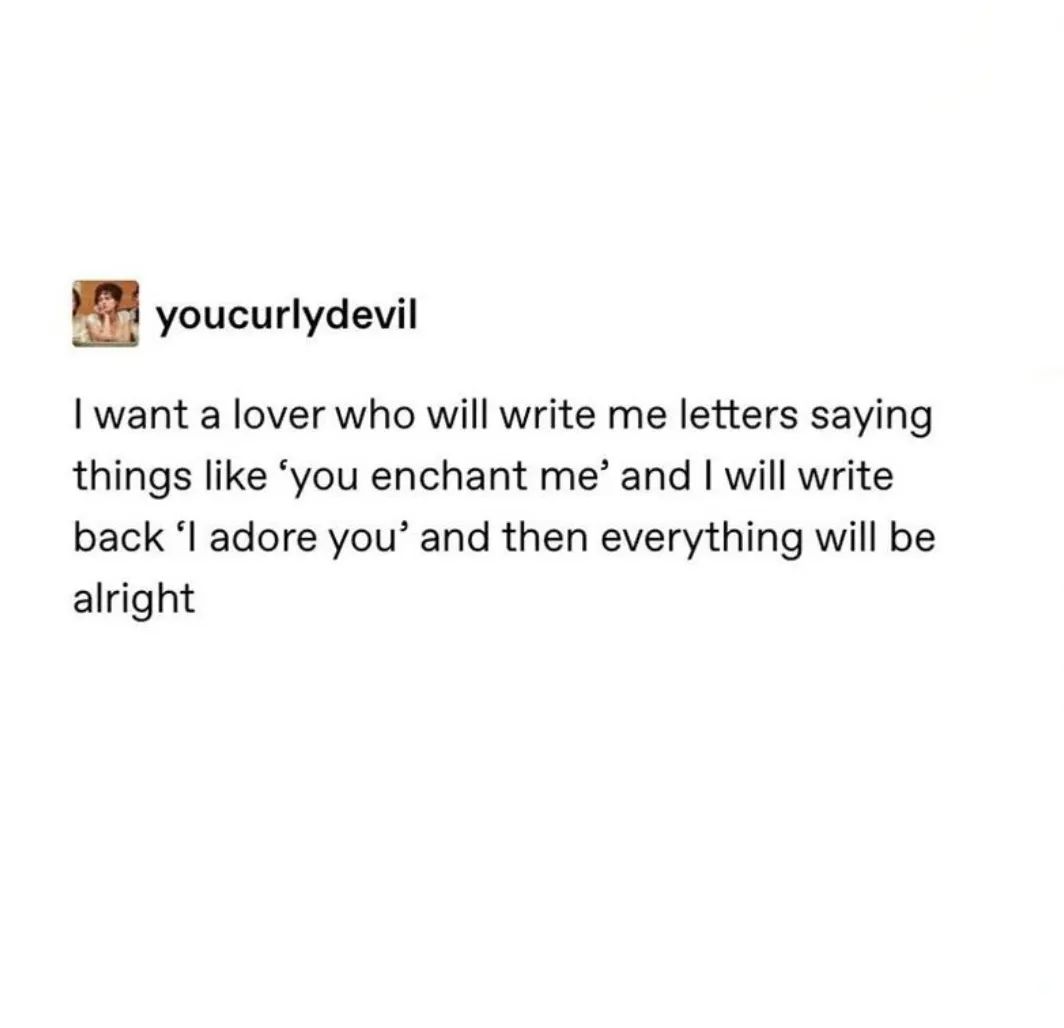 youcurlydevil
I want a lover who will write me letters saying
things like ‘you enchant me’ and I will write
back ‘I adore you’ and then everything will be
alright